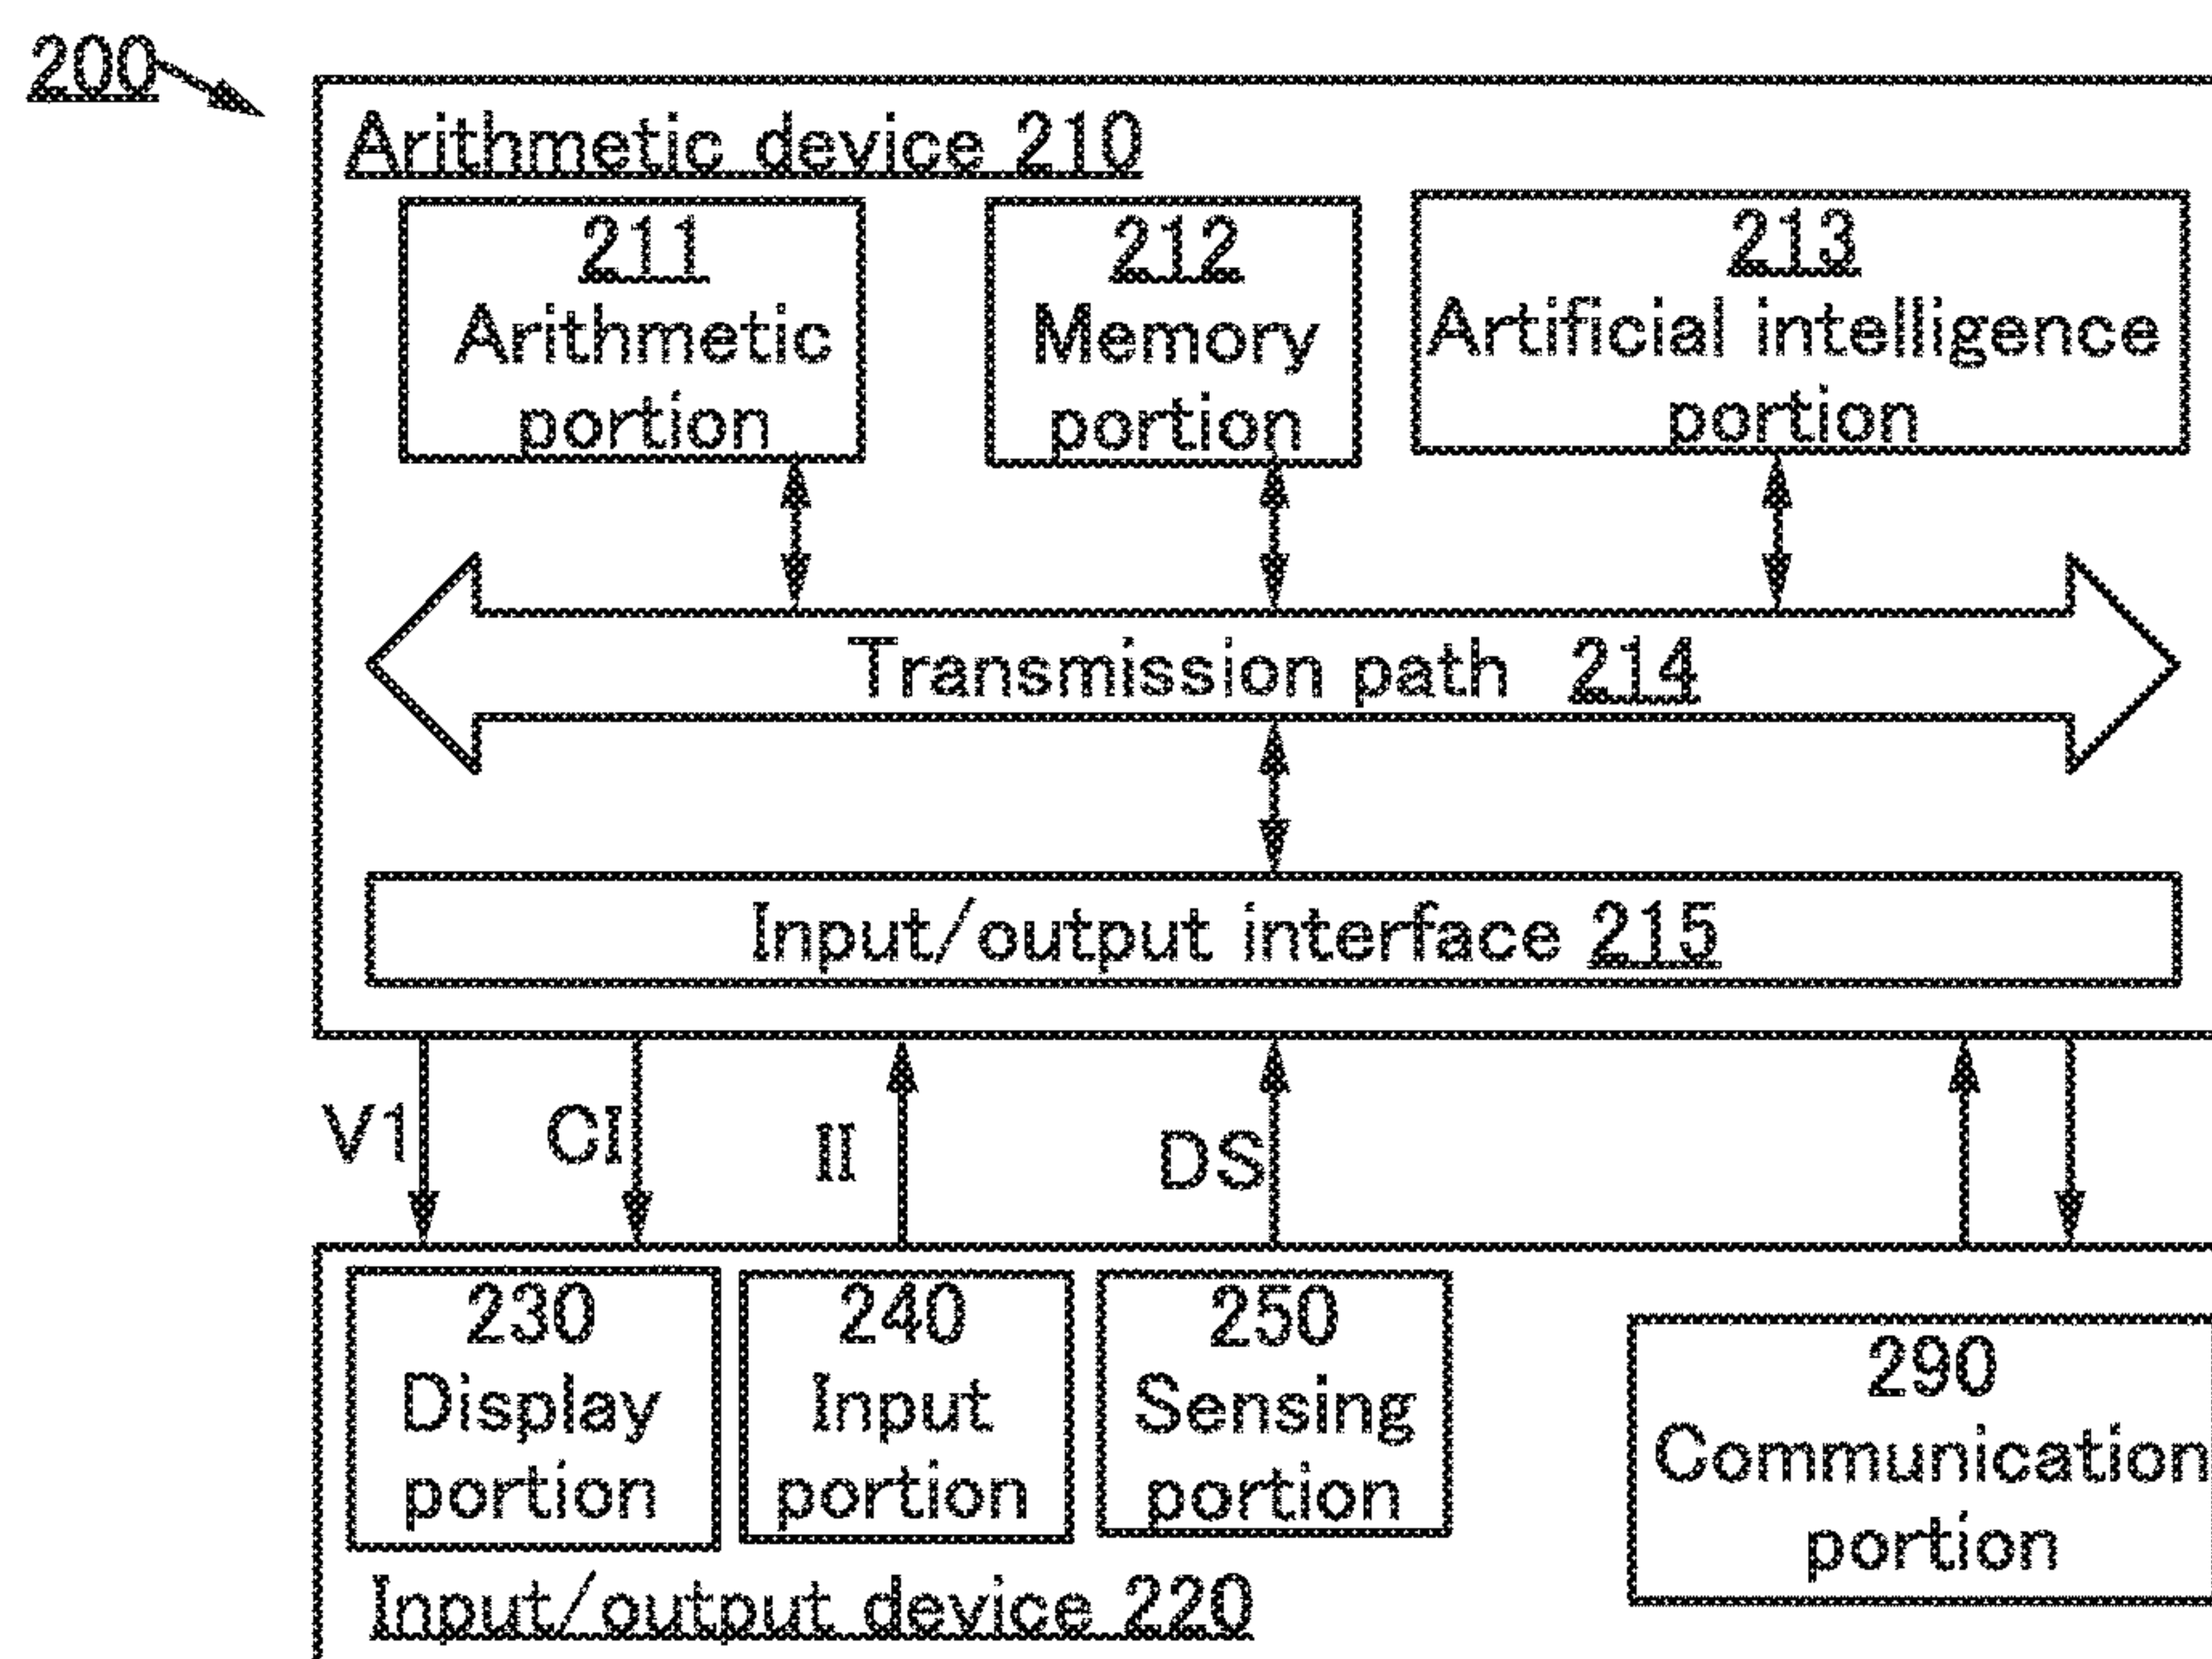 200
Arithmetic device 210
211
Arithmetic
portion
212
Memory
portion
213
Artificial intelligence
portion
Transmission path 214
Input/output interface 215
V1
CI
II
DS
230
Display
portion
240
Input
portion
250
Sensing
portion
290
Communication
portion
Input/output device 220